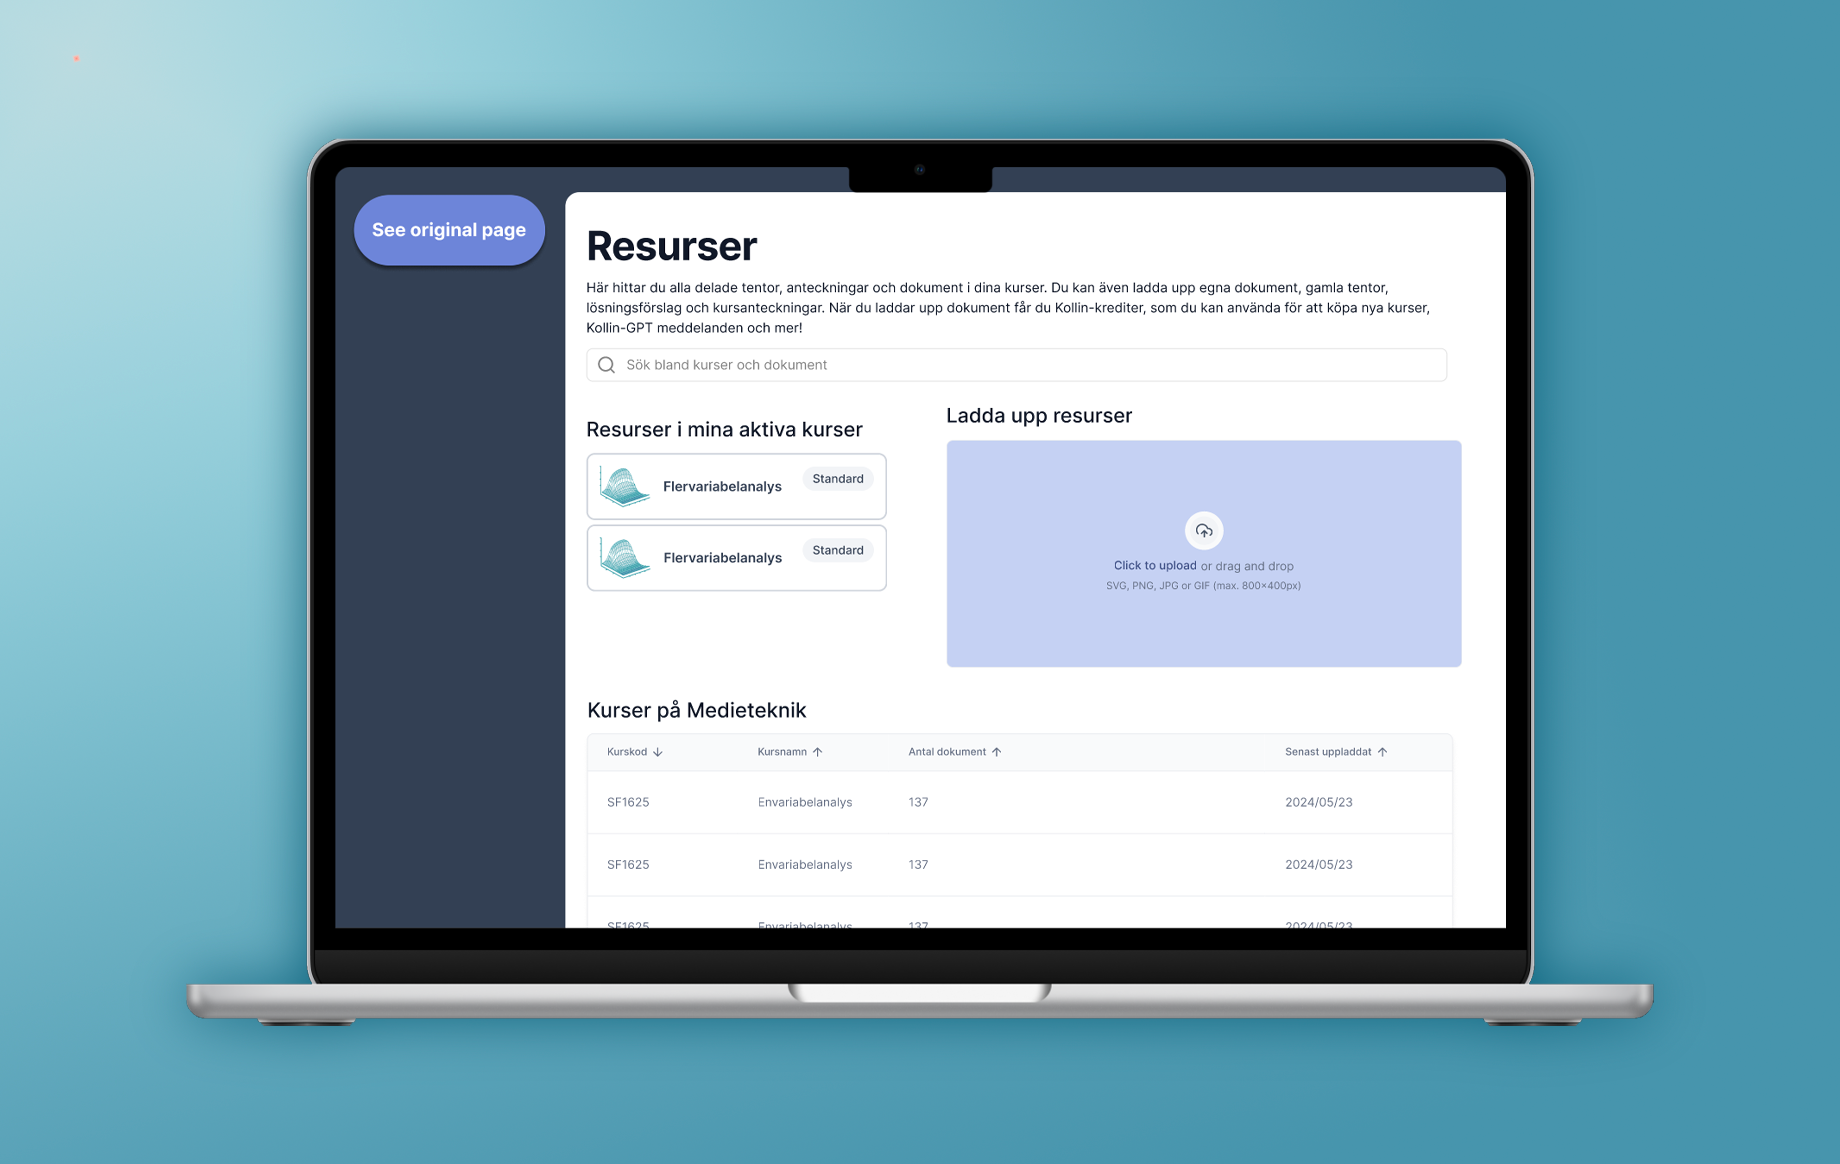 See original page
Resurser
Här hittar du alla delade tentor, anteckningar och dokument i dina kurser. Du kan även ladda upp egna dokument, gamla tentor,
lösningsförslag och kursanteckningar. När du laddar upp dokument får du Kollin-krediter, som du kan använda för att köpa nya kurser,
Kollin-GPT meddelanden och mer!
Sök bland kurser och dokument
Resurser i mina aktiva kurser
Flervariabelanalys Standard
Flervariabelanalys Standard
Ladda upp resurser
Click to upload or drag and drop
SVG, PNG, JPG or GIF (max. 800×400px)
Kurser på Medieteknik
Kurskod Kursnamn Antal dokument Senast uppladdat
SF1625 Envariabelanalys 137 2024/05/23
SF1625 Envariabelanalys 137 2024/05/23
SF1625 Envariabelanalys 137 2024/05/23